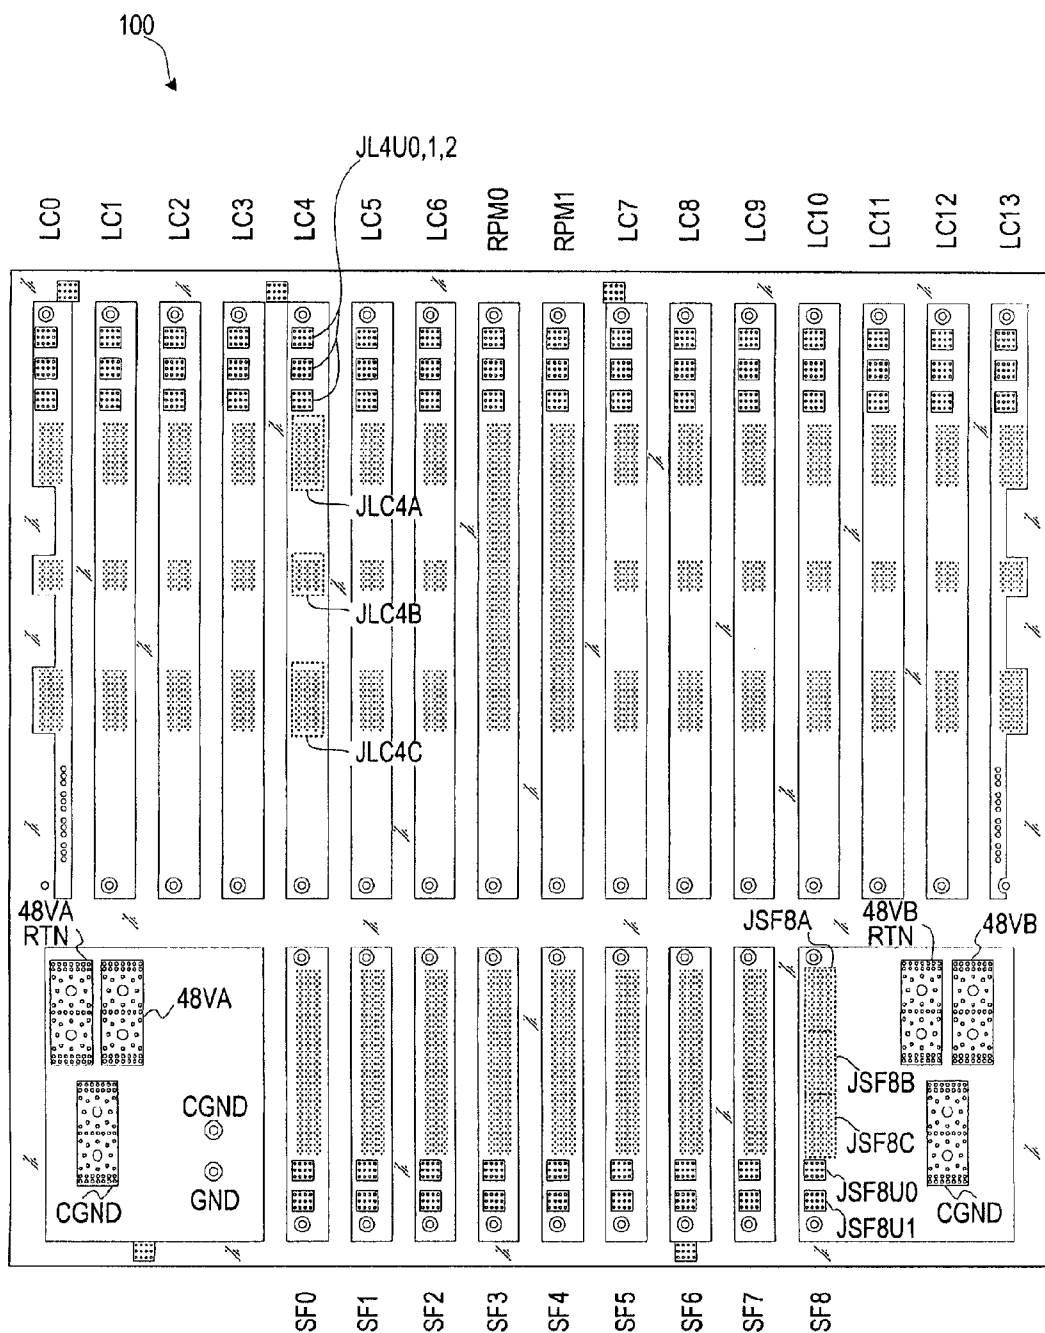 100
JL4U0,1,2
LC0
LC1
LC2
LC3
LC4
LC5
LC6
RPM0
RPM1
LC7
LC8
LC9
LC10
LC11
LC12
LC13
JLC4A
JLC4B
JLC4C
48VA
RTN
48VA
JSF8A
48VB
RTN
48VB
JSF8B
JSF8C
CGND
GND
CGND
JSF8U0
JSF8U1
CGND
SF0
SF1
SF2
SF3
SF4
SF5
SF6
SF7
SF8